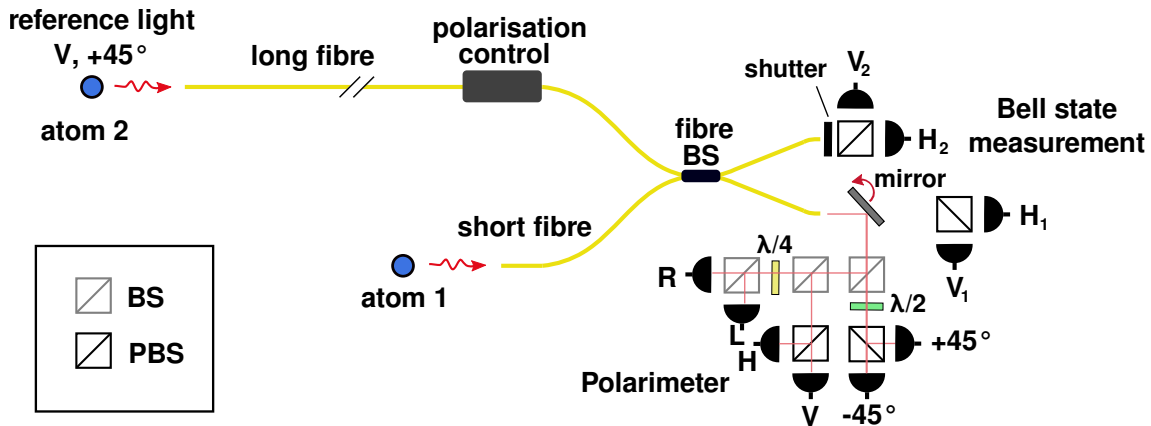 reference light
V, +45°
long fibre
polarisation
control
atom 2
shutter
V₂
H₂
Bell state
measurement
fibre
BS
mirror
H₁
V₁
short fibre
atom 1
λ/4
R
L
λ/2
H
+45°
Polarimeter
V
-45°
BS
PBS